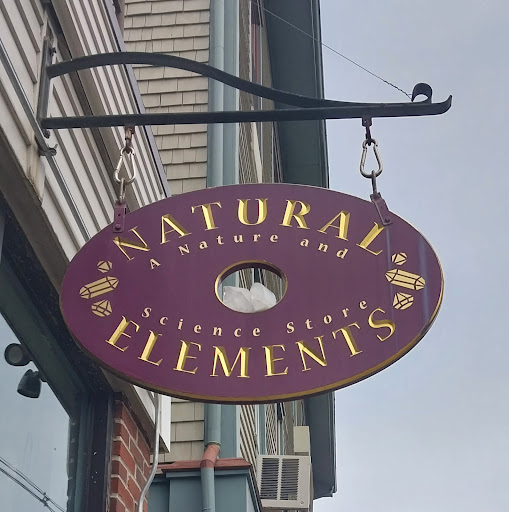 NATURAL
A Nature and
Science Store
ELEMENTS